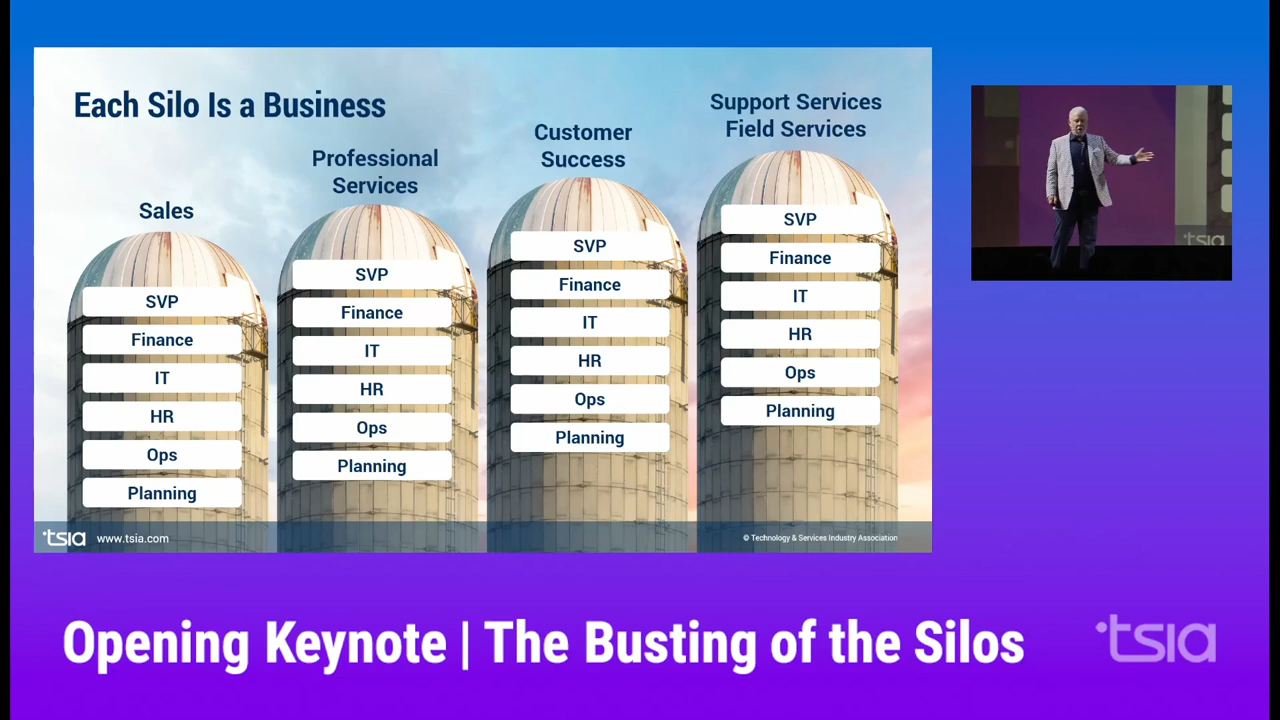 Each Silo Is a Business
Sales
SVP
Finance
IT
HR
Ops
Planning
Professional
Services
SVP
Finance
IT
HR
Ops
Planning
Customer
Success
SVP
Finance
IT
HR
Ops
Planning
Support Services
Field Services
SVP
Finance
IT
HR
Ops
Planning
tsia www.tsia.com
© Technology & Services Industry Association
tsia
Opening Keynote | The Busting of the Silos
tsia